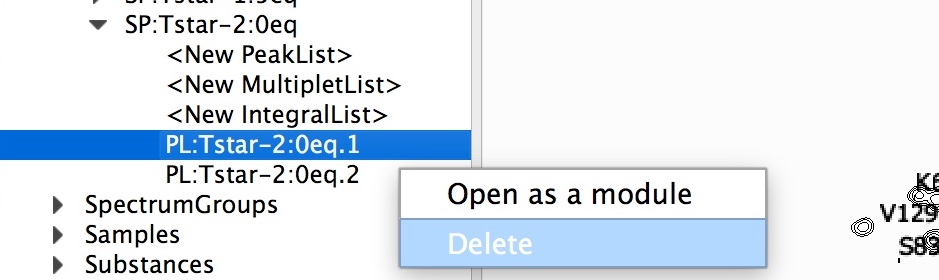 SP:Tstar-2:0eq
<New PeakList>
<New MultipletList>
<New IntegralList>
PL:Tstar-2:0eq.1
PL:Tstar-2:0eq.2
SpectrumGroups
Samples
Substances
Open as a module
Delete
V129